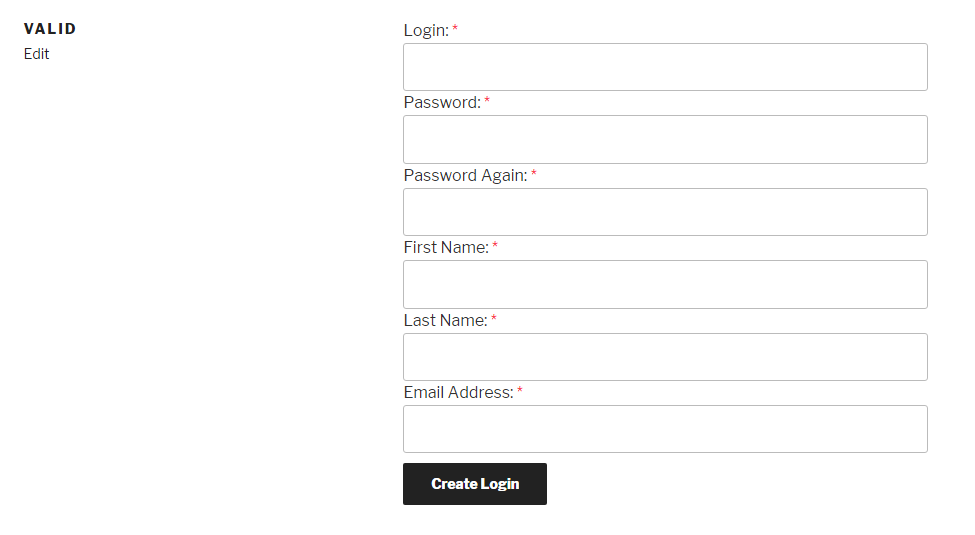 VALID
Edit
Login: *
Password: *
Password Again: *
First Name: *
Last Name: *
Email Address: *
Create Login